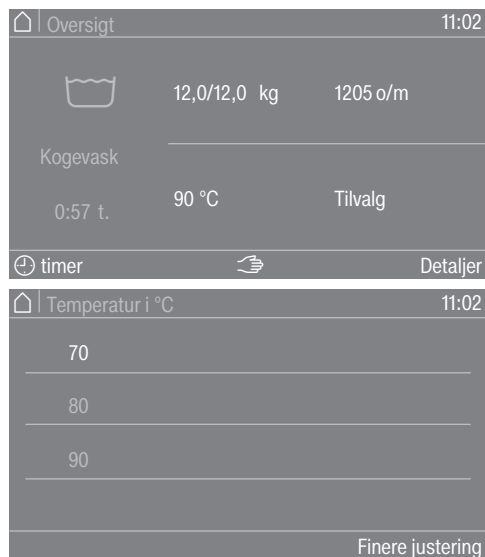 Oversigt 11:02
12,0/12,0 kg 1205 o/m
Kogevask
0:57 t.
90 °C Tilvalg
timer Detaljer
Temperatur i °C 11:02
70
80
90
Finere justering